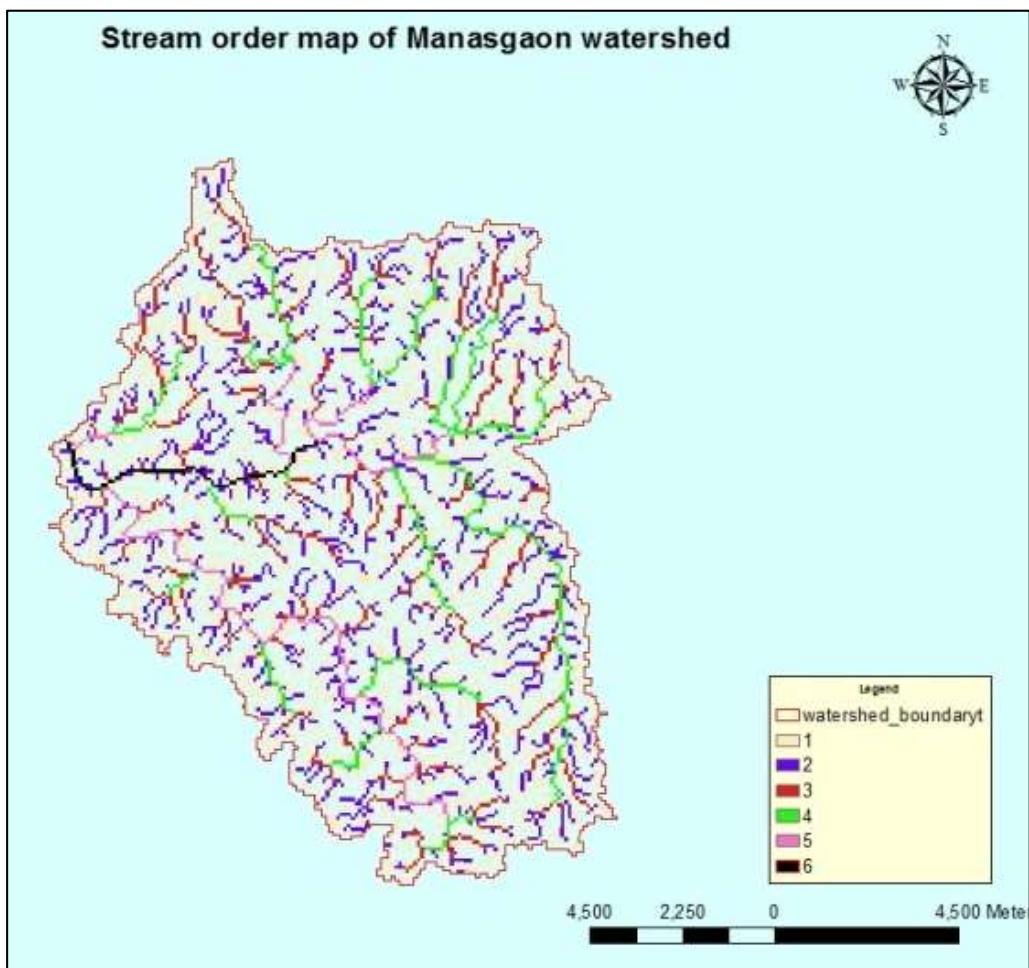 Stream order map of Manasgaon watershed
N
W E
S
Legend
watershed_boundaryt
1
2
3
4
5
6
4,500 2,250 0 4,500 Meter